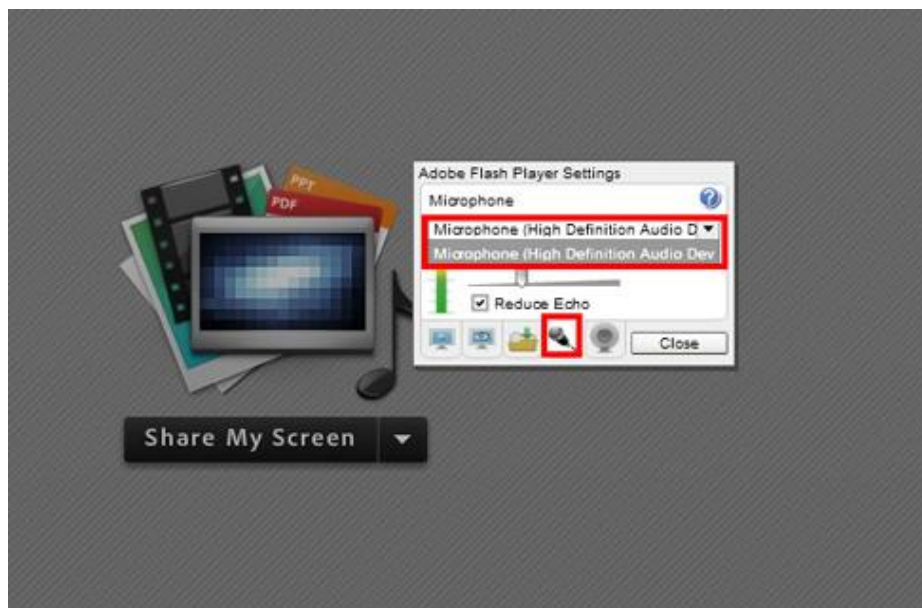 PPT
PDF
Adobe Flash Player Settings
Microphone
Microphone (High Definition Audio D
Microphone (High Definition Audio Dev
Reduce Echo
Close
Share My Screen